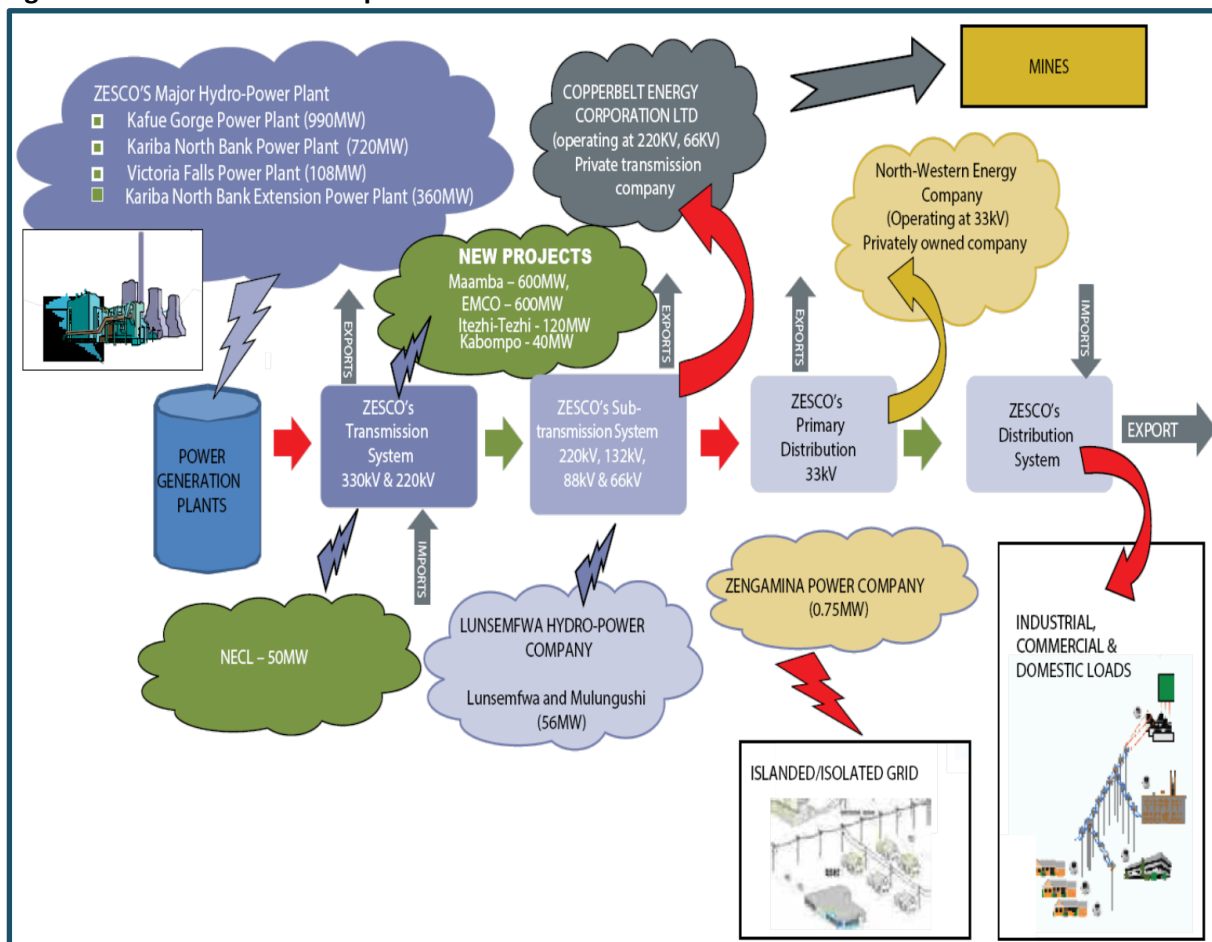 ZESCO'S Major Hydro-Power Plant
Kafue Gorge Power Plant (990MW)
Kariba North Bank Power Plant (720MW)
Victoria Falls Power Plant (108MW)
Kariba North Bank Extension Power Plant (360MW)
COPPERBELT ENERGY
CORPORATION LTD
(operating at 220KV, 66KV)
Private transmission
company
MINES
North-Western Energy
Company
(Operating at 33kV)
Privately owned company
NEW PROJECTS
Maamba – 600MW,
EMCO – 600MW
Itezhi-Tezhi - 120MW
Kabompo - 40MW
EXPORTS
EXPORTS
EXPORTS
IMPORTS
POWER
GENERATION
PLANTS
ZESCO's
Transmission
System
330kV & 220kV
ZESCO's Sub-
transmission System
220kV, 132kV,
88kV & 66kV
ZESCO's
Primary
Distribution
33kV
ZESCO's
Distribution
System
EXPORT
IMPORTS
NECL – 50MW
LUNSEMFWA HYDRO-POWER
COMPANY
Lunsemfwa and Mulungushi
(56MW)
ZENGAMINA POWER COMPANY
(0.75MW)
ISLANDED/ISOLATED GRID
INDUSTRIAL,
COMMERCIAL &
DOMESTIC LOADS